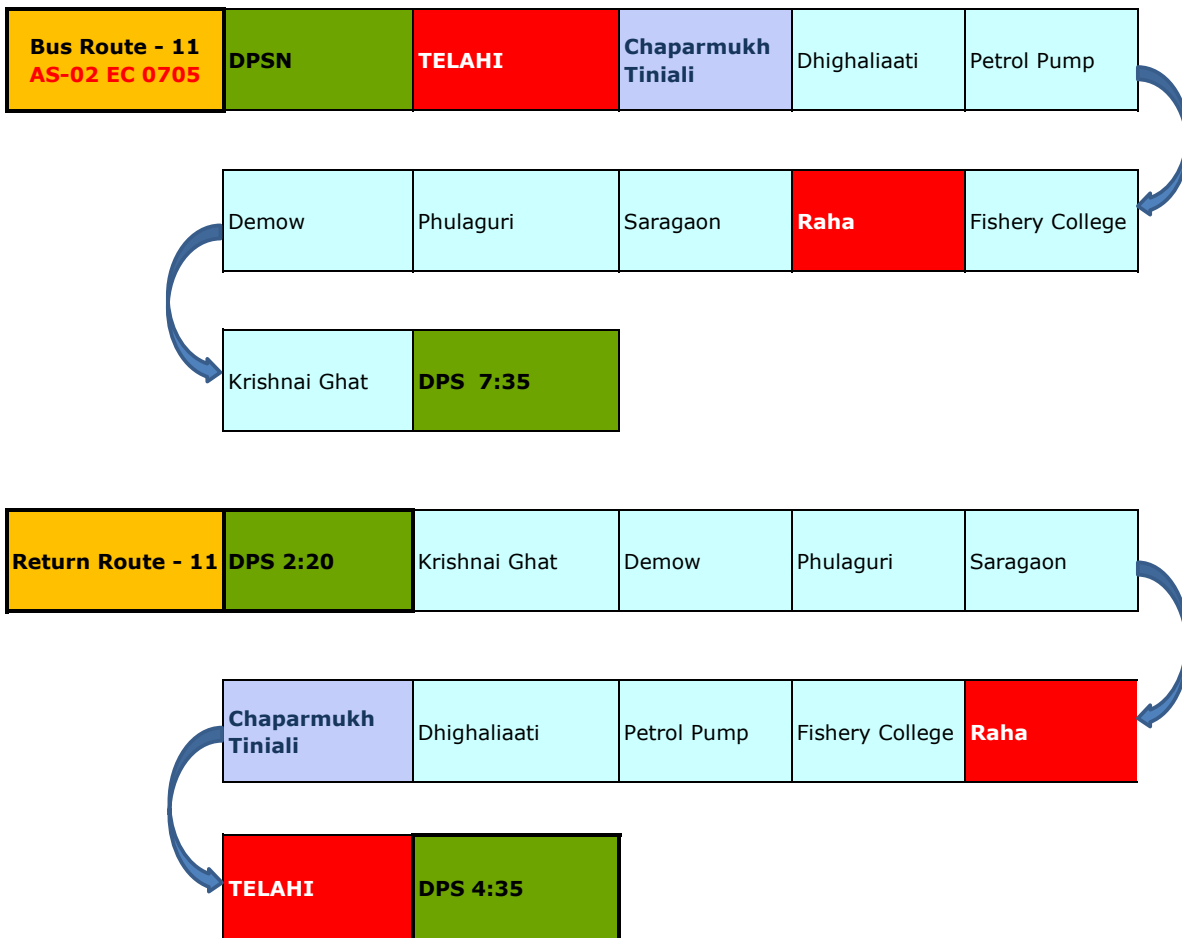 Bus Route - 11
AS-02 EC 0705
DPSN
TELAHI
Chaparmukh
Tiniali
Dhighaliaati
Petrol Pump
Demow
Phulaguri
Saragaon
Raha
Fishery College
Krishnai Ghat
DPS 7:35
Return Route - 11
DPS 2:20
Krishnai Ghat
Demow
Phulaguri
Saragaon
Chaparmukh
Tiniali
Dhighaliaati
Petrol Pump
Fishery College
Raha
TELAHI
DPS 4:35